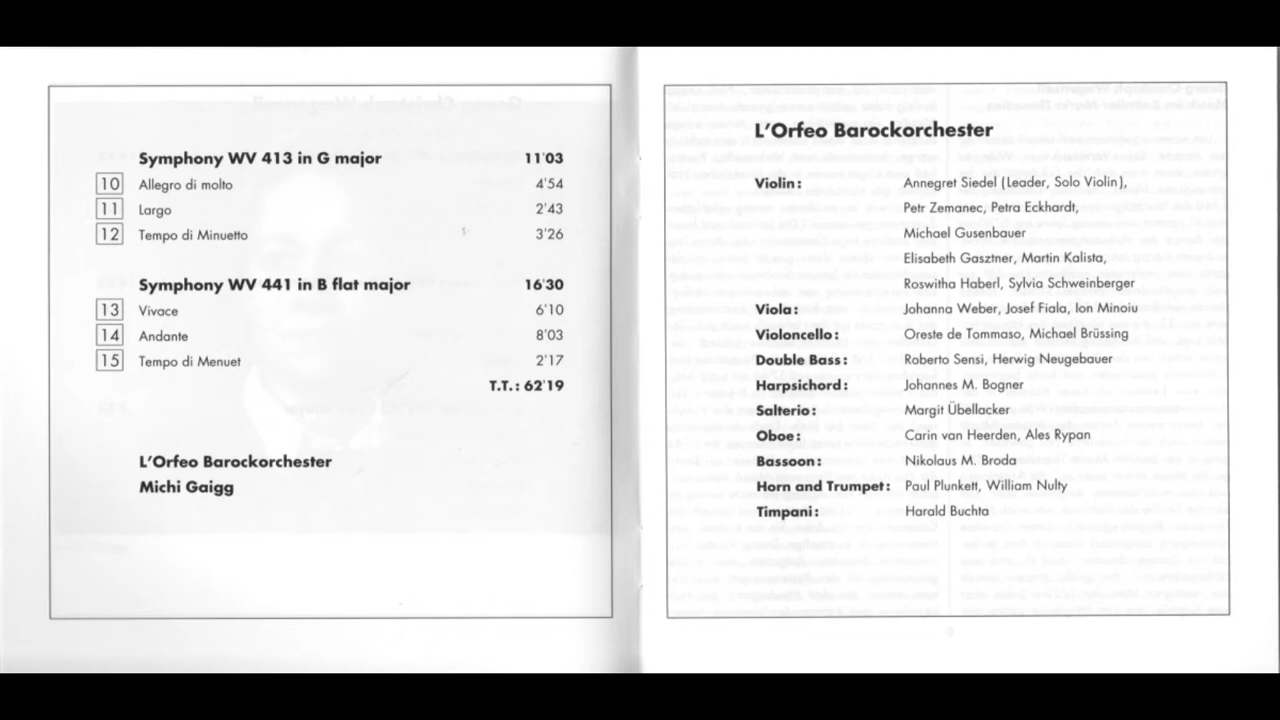 Symphony WV 413 in G major 11'03
10 Allegro di molto 4'54
11 Largo 2'43
12 Tempo di Minuetto 3'26
Symphony WV 441 in B flat major 16'30
13 Vivace 6'10
14 Andante 8'03
15 Tempo di Menuet 2'17
T.T.: 62'19
L'Orfeo Barockorchester
Michi Gaigg
L'Orfeo Barockorchester
Violin: Annegret Siedel (Leader, Solo Violin),
Petr Zemanec, Petra Eckhardt,
Michael Gusenbauer
Elisabeth Gasztner, Martin Kalista,
Roswitha Haberl, Sylvia Schweinberger
Viola: Johanna Weber, Josef Fiala, Ion Minoiu
Violoncello: Oreste de Tommaso, Michael Brüssing
Double Bass: Roberto Sensi, Herwig Neugebauer
Harpsichord: Johannes M. Bogner
Salterio: Margit Übellacker
Oboe: Carin van Heerden, Ales Rypan
Bassoon: Nikolaus M. Broda
Horn and Trumpet: Paul Plunkett, William Nulty
Timpani: Harald Buchta